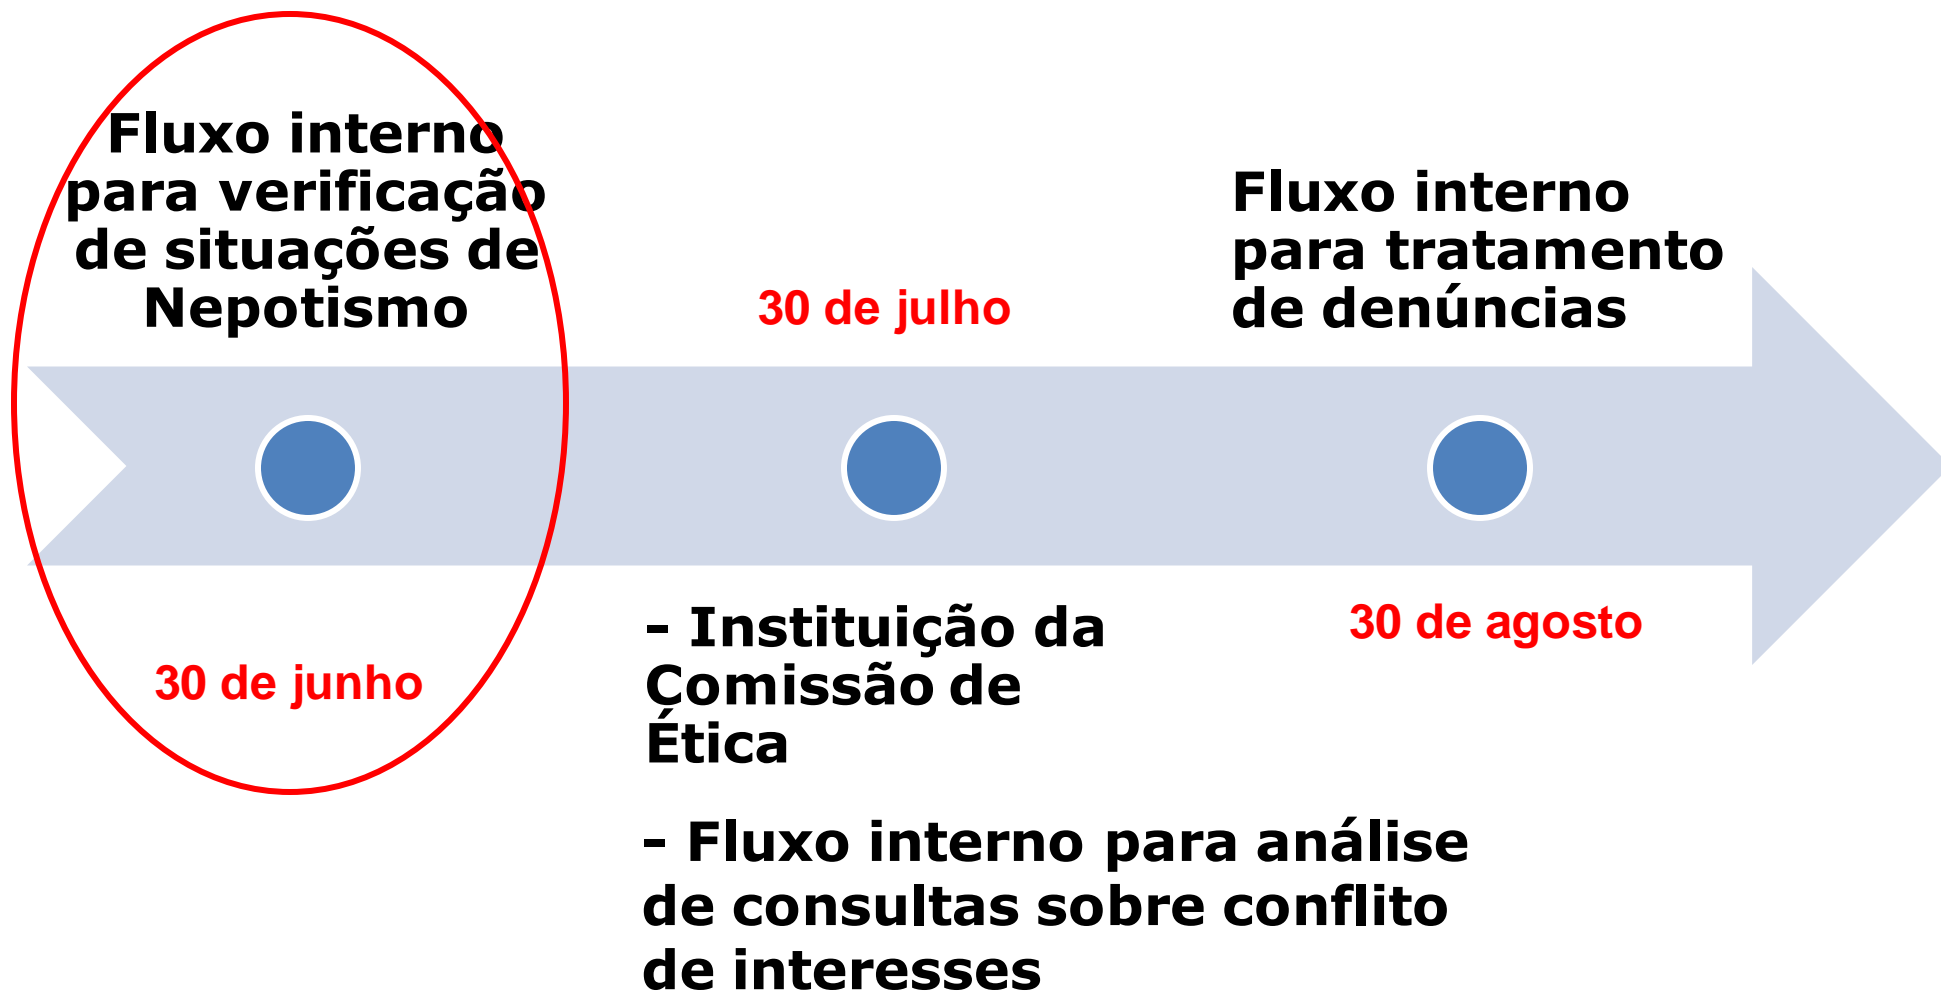 Fluxo interno
para verificação
de situações de
Nepotismo
30 de junho
30 de julho
- Instituição da
Comissão de
Ética
- Fluxo interno para análise
de consultas sobre conflito
de interesses
Fluxo interno
para tratamento
de denúncias
30 de agosto